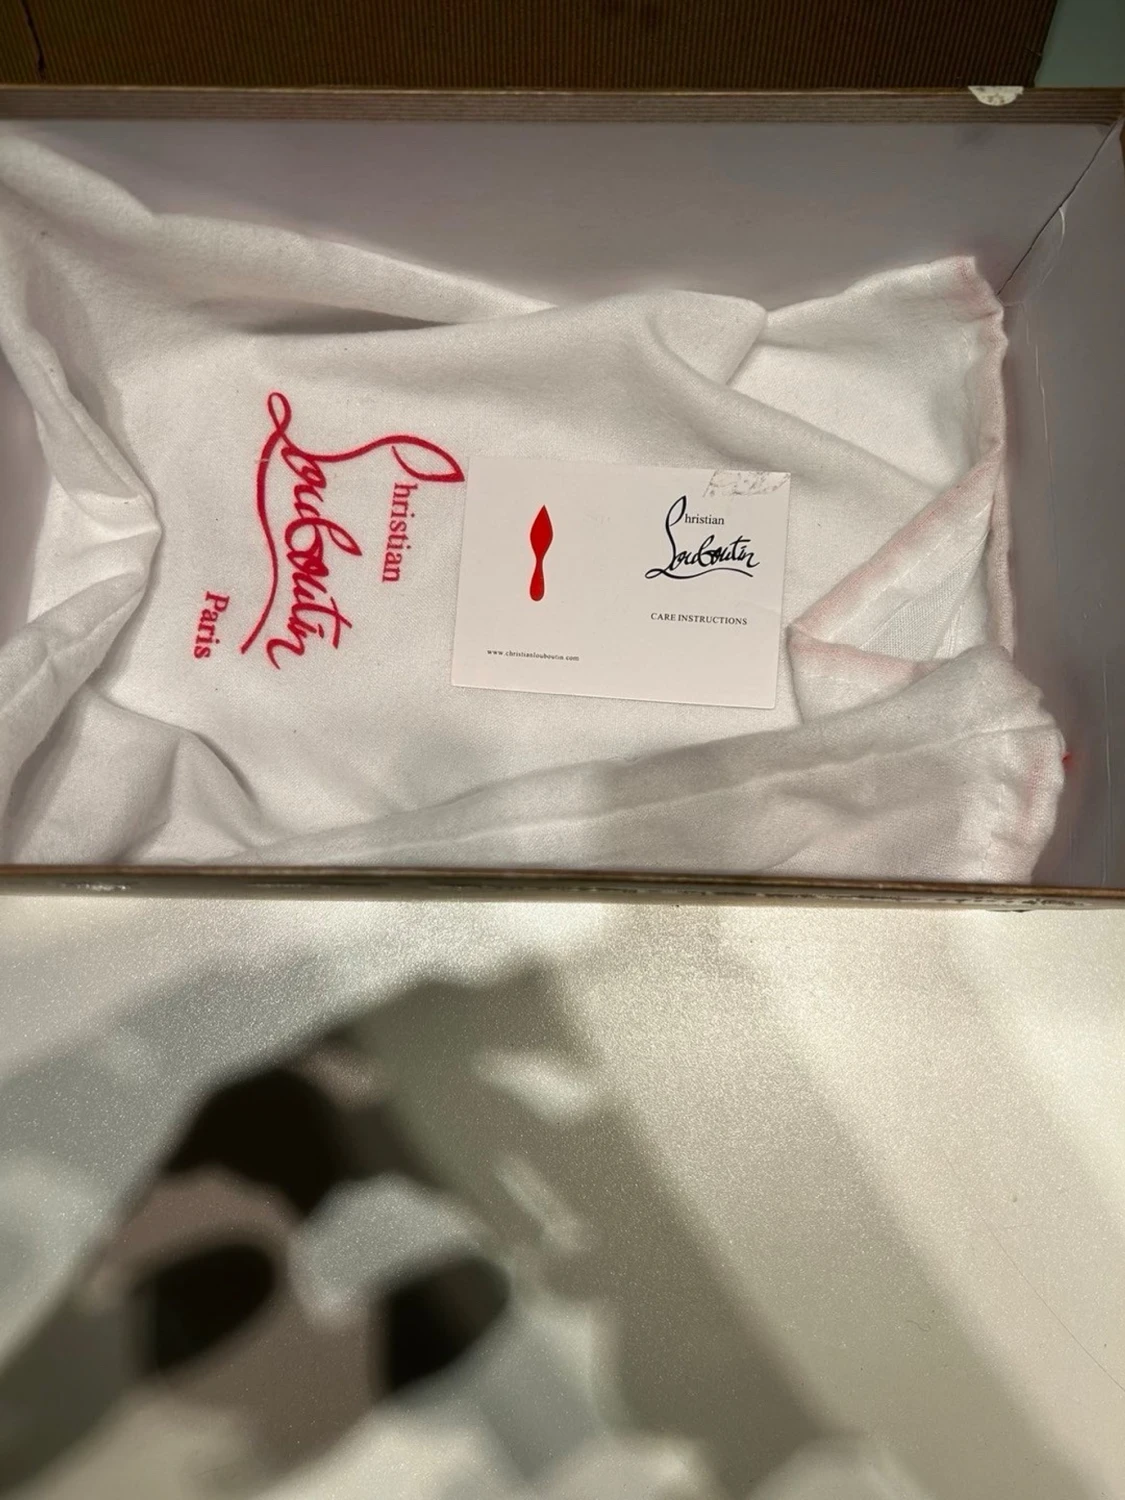 Christian
Louboutin
Paris
Christian
Louboutin
CARE INSTRUCTIONS
www.christianlouboutin.com